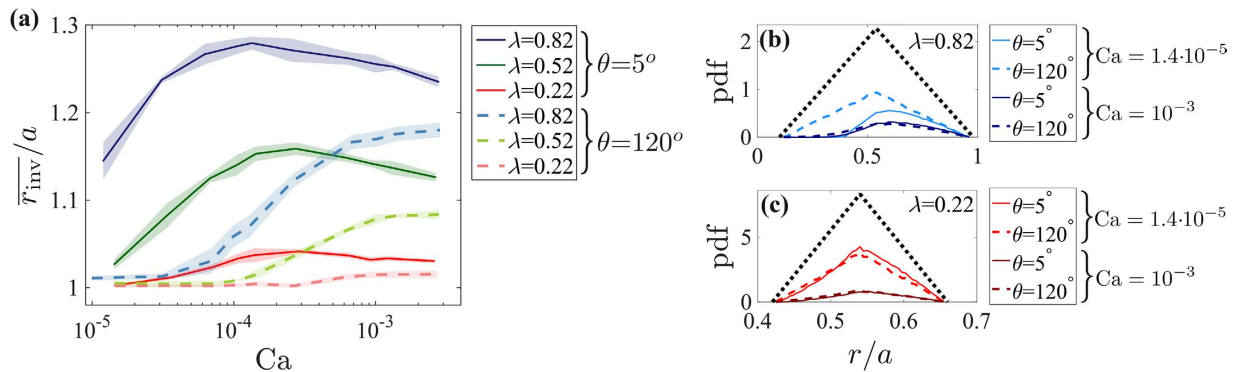 (a)
1.3
1.2
1.1
1
r̅_inv/a
10⁻⁵
10⁻⁴
10⁻³
Ca
λ=0.82
λ=0.52
λ=0.22
θ=5°
λ=0.82
λ=0.52
λ=0.22
θ=120°
(b)
λ=0.82
pdf
2
1
0
0
0.5
1
θ=5°
θ=120°
Ca = 1.4·10⁻⁵
θ=5°
θ=120°
Ca = 10⁻³
(c)
λ=0.22
pdf
5
0
0.4
0.5
0.6
0.7
r/a
θ=5°
θ=120°
Ca = 1.4·10⁻⁵
θ=5°
θ=120°
Ca = 10⁻³